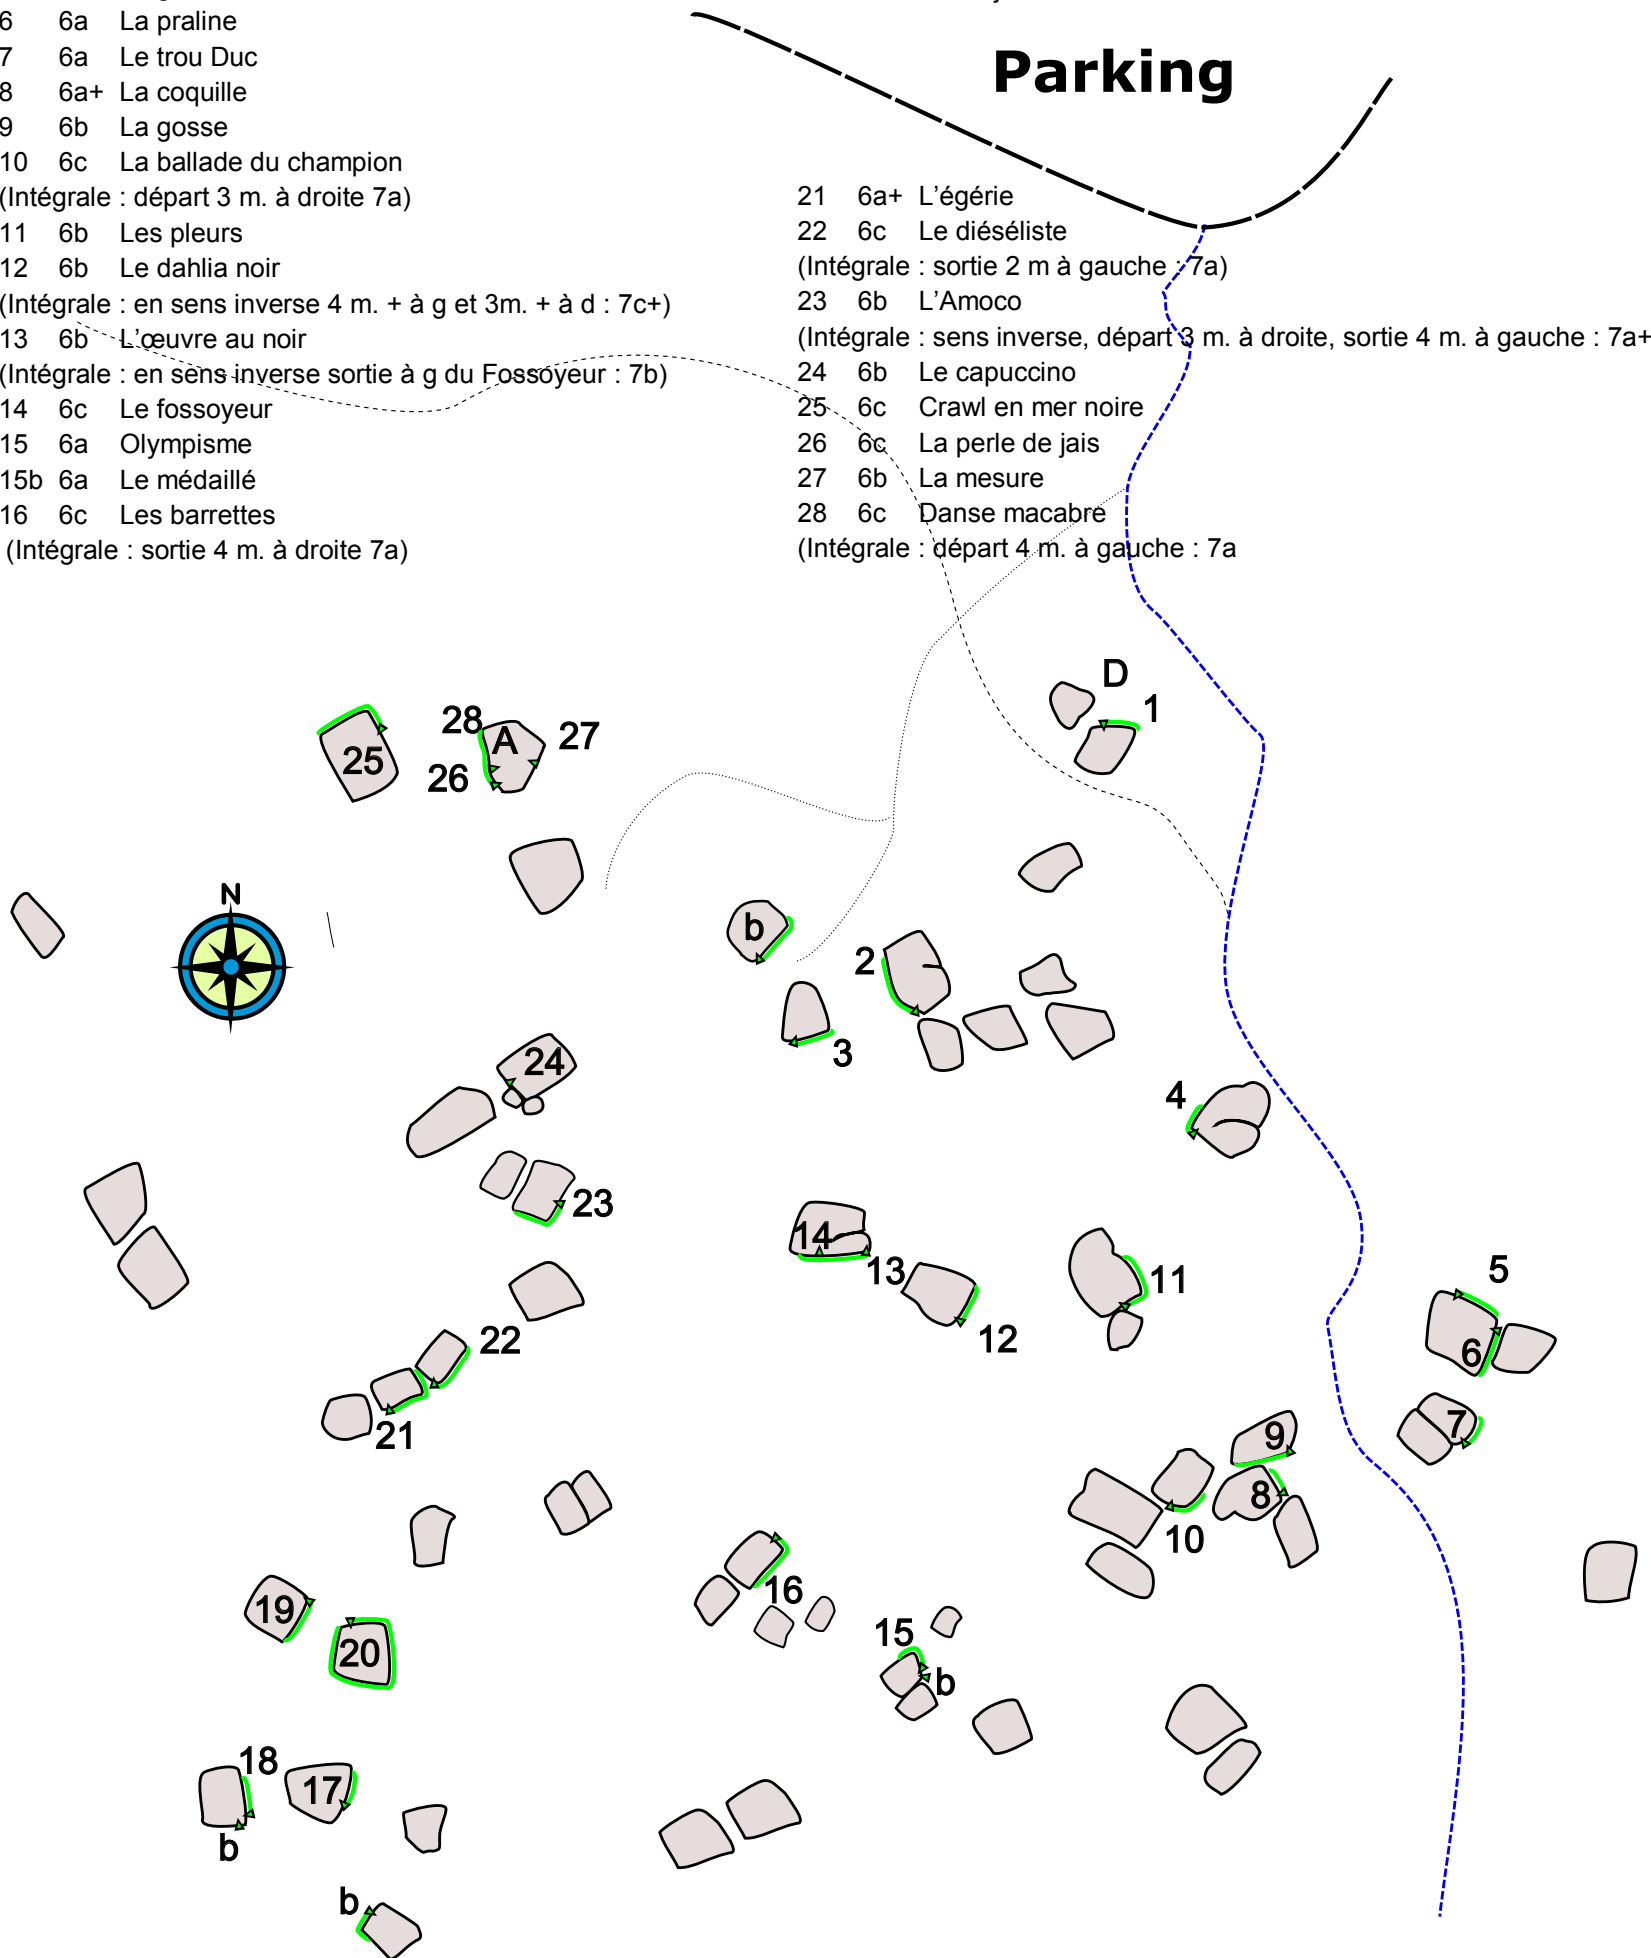 6 6a La praline
7 6a Le trou Duc
8 6a+ La coquille
9 6b La gosse
10 6c La ballade du champion
(Intégrale : départ 3 m. à droite 7a)
11 6b Les pleurs
12 6b Le dahlia noir
(Intégrale : en sens inverse 4 m. + à g et 3m. + à d : 7c+)
13 6b L'œuvre au noir
(Intégrale : en sens inverse sortie à g du Fossoyeur : 7b)
14 6c Le fossoyeur
15 6a Olympisme
15b 6a Le médaillé
16 6c Les barrettes
(Intégrale : sortie 4 m. à droite 7a)
Parking
21 6a+ L'égérie
22 6c Le diéséliste
(Intégrale : sortie 2 m à gauche : 7a)
23 6b L'Amoco
(Intégrale : sens inverse, départ 3 m. à droite, sortie 4 m. à gauche : 7a+
24 6b Le capuccino
25 6c Crawl en mer noire
26 6c La perle de jais
27 6b La mesure
28 6c Danse macabre
(Intégrale : départ 4 m. à gauche : 7a
D
1
28
A
27
25
26
N
b
2
3
24
4
23
14
13
11
12
5
22
6
21
9
7
8
10
16
19
20
15
b
18
17
b
b